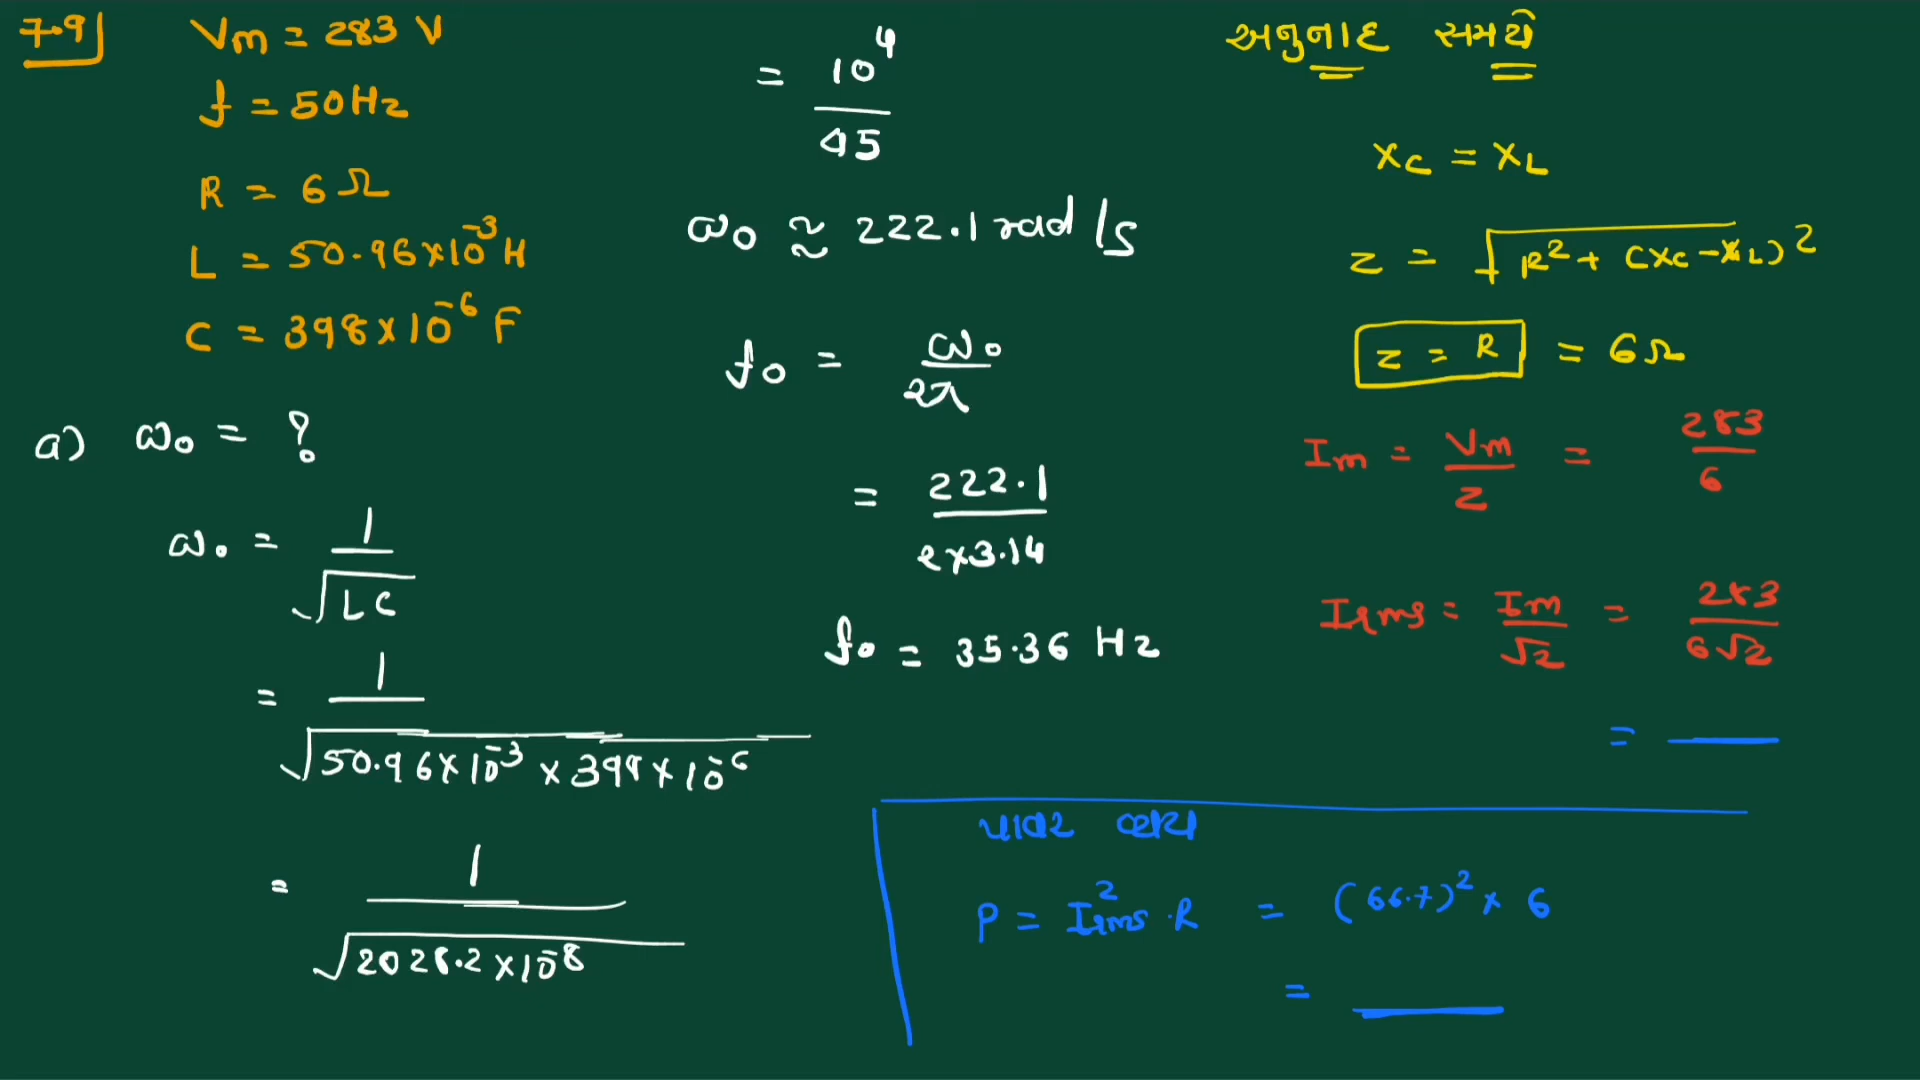 7.9
Vm = 283 V
f = 50Hz
R = 6Ω
L = 50.96×10⁻³ H
C = 398×10⁻⁶ F
a) ω₀ = ?
ω₀ = 1/√LC
= 1/√50.96×10⁻³ × 398×10⁻⁶
= 1/√2028.2×10⁻⁸
= 10⁴/45
ω₀ ≈ 222.1 rad/s
f₀ = ω₀/2π
= 222.1/2×3.14
f₀ = 35.36 Hz
અનુનાદ સમયે
Xc = XL
Z = √R² + (Xc - XL)²
Z = R = 6Ω
Im = Vm/Z = 283/6
Irms = Im/√2 = 283/6√2
=
પાવર વ્યય
P = I²rms · R = (66.7)² × 6
=